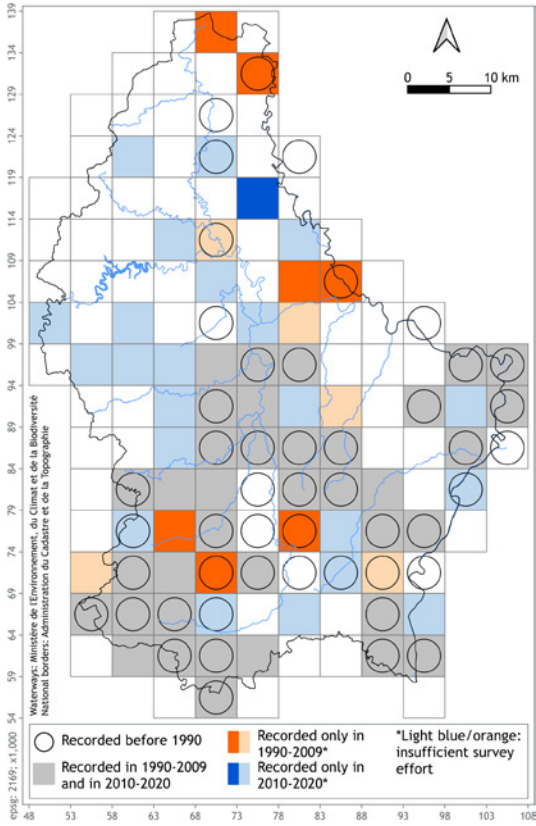 139
134
129
124
119
114
109
104
99
94
89
84
79
74
69
64
59
54
0 5 10 km
Waterways: Ministère de l'Environnement, du Climat et de la Biodiversité
National borders: Administration du Cadastre et de la Topographie
epsg: 2169; x1,000
Recorded before 1990
Recorded in 1990-2009
and in 2010-2020
Recorded only in
1990-2009*
Recorded only in
2010-2020*
*Light blue/orange:
insufficient survey
effort
48 53 58 63 68 73 78 83 88 93 98 103 108